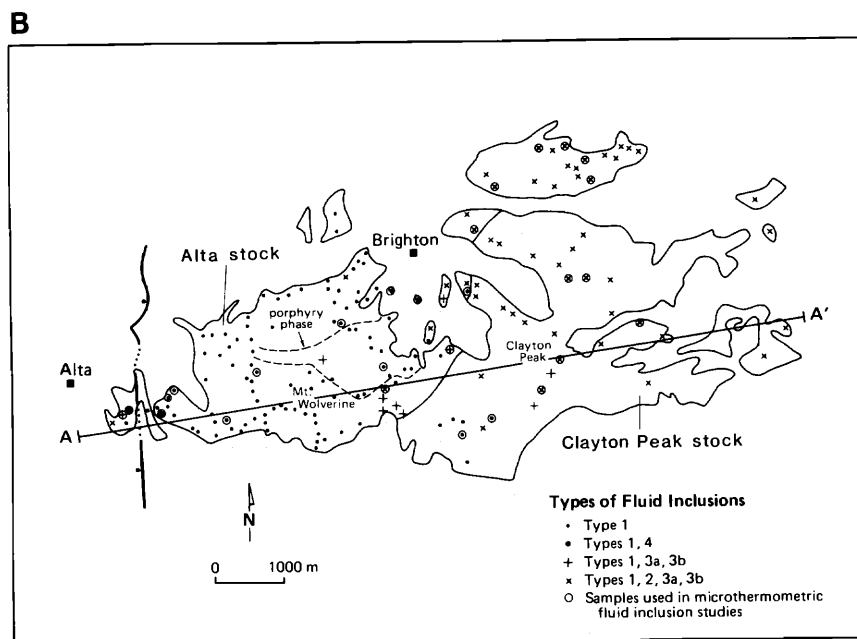 B
Brighton
Alta stock
porphyry
phase
A'
Clayton
Peak
Alta
Mt.
Wolverine
A
Clayton Peak stock
N
0 1000 m
Types of Fluid Inclusions
Type 1
Types 1, 4
Types 1, 3a, 3b
Types 1, 2, 3a, 3b
Samples used in microthermometric
fluid inclusion studies